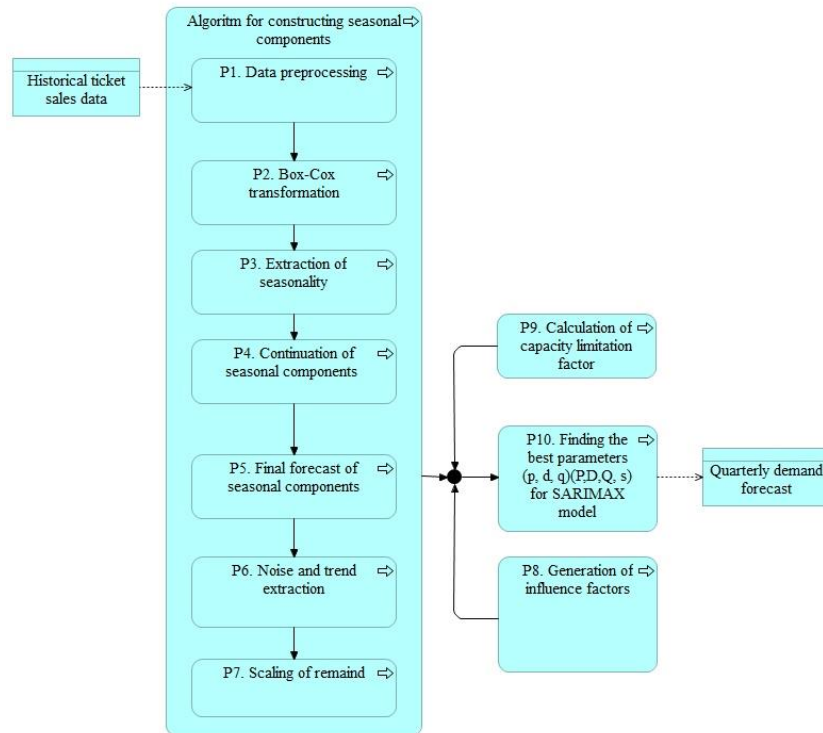 Algoritm for constructing seasonal
components
Historical ticket
sales data
P1. Data preprocessing
P2. Box-Cox
transformation
P3. Extraction of
seasonality
P4. Continuation of
seasonal components
P5. Final forecast of
seasonal components
P6. Noise and trend
extraction
P7. Scaling of remaind
P9. Calculation of
capacity limitation
factor
P10. Finding the
best parameters
(p, d, q)(P,D,Q, s)
for SARIMAX
model
P8. Generation of
influence factors
Quarterly demand
forecast